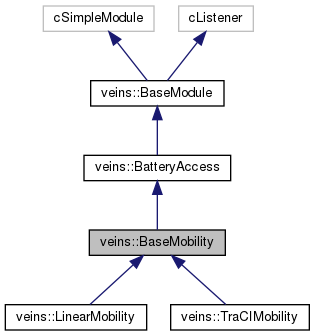 cSimpleModule
cListener
veins::BaseModule
veins::BatteryAccess
veins::BaseMobility
veins::LinearMobility
veins::TraCIMobility